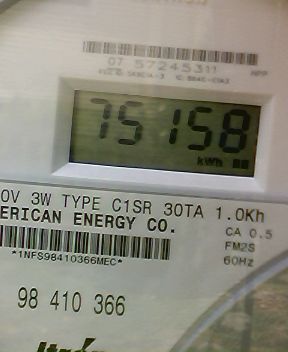 07 57245311
75158
kWh
0V 3W TYPE C1SR 30TA 1.0Kh
ERICAN ENERGY CO.
CA 0.5
FM2S
*1NFS98410366MEC*
60Hz
98 410 366
Itron